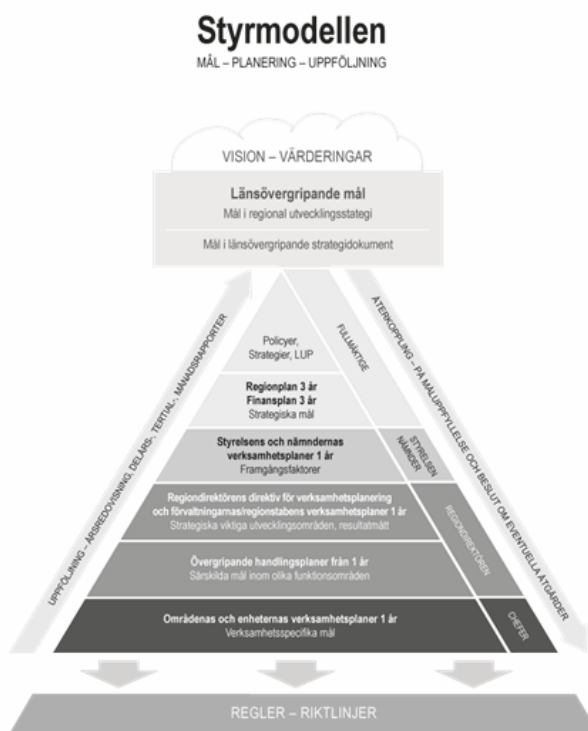 Styrmodellen
MÅL – PLANERING – UPPFÖLJNING
VISION – VÄRDERINGAR
Länsövergripande mål
Mål i regional utvecklingsstategi
Mål i länsövergripande strategidokument
UPPFÖLJNING – ÅRSREDOVISNING, DELÅRS-, TERTIAL-, MÅNADSRAPPORTER
ÅTERKOPPLING – PÅ MÅLUPPFYLLELSE OCH BESLUT OM EVENTUELLA ÅTGÄRDER
Policyer,
Strategier, LUP
FULLMÄKTIGE
Regionplan 3 år
Finansplan 3 år
Strategiska mål
Styrelsens och nämndernas
verksamhetsplaner 1 år
Framgångsfaktorer
STYRELSEN
NÄMNDER
Regiondirektörens direktiv för verksamhetsplanering
och förvaltningarnas/regionstabens verksamhetsplaner 1 år
Strategiska viktiga utvecklingsområden, resultatmått
REGIONDIREKTÖREN
Övergripande handlingsplaner från 1 år
Särskilda mål inom olika funktionsområden
Områdenas och enheternas verksamhetsplaner 1 år
Verksamhetsspecifika mål
CHEFER
REGLER – RIKTLINJER